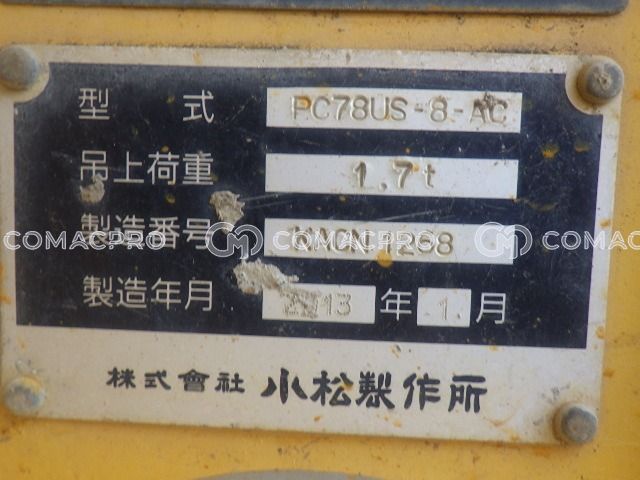 型式 PC78US-8-AC
吊上荷重 1.7t
製造番号
COMACPRO COMACPRO COMACPRO
製造年月 年 1月
株式會社 小松製作所